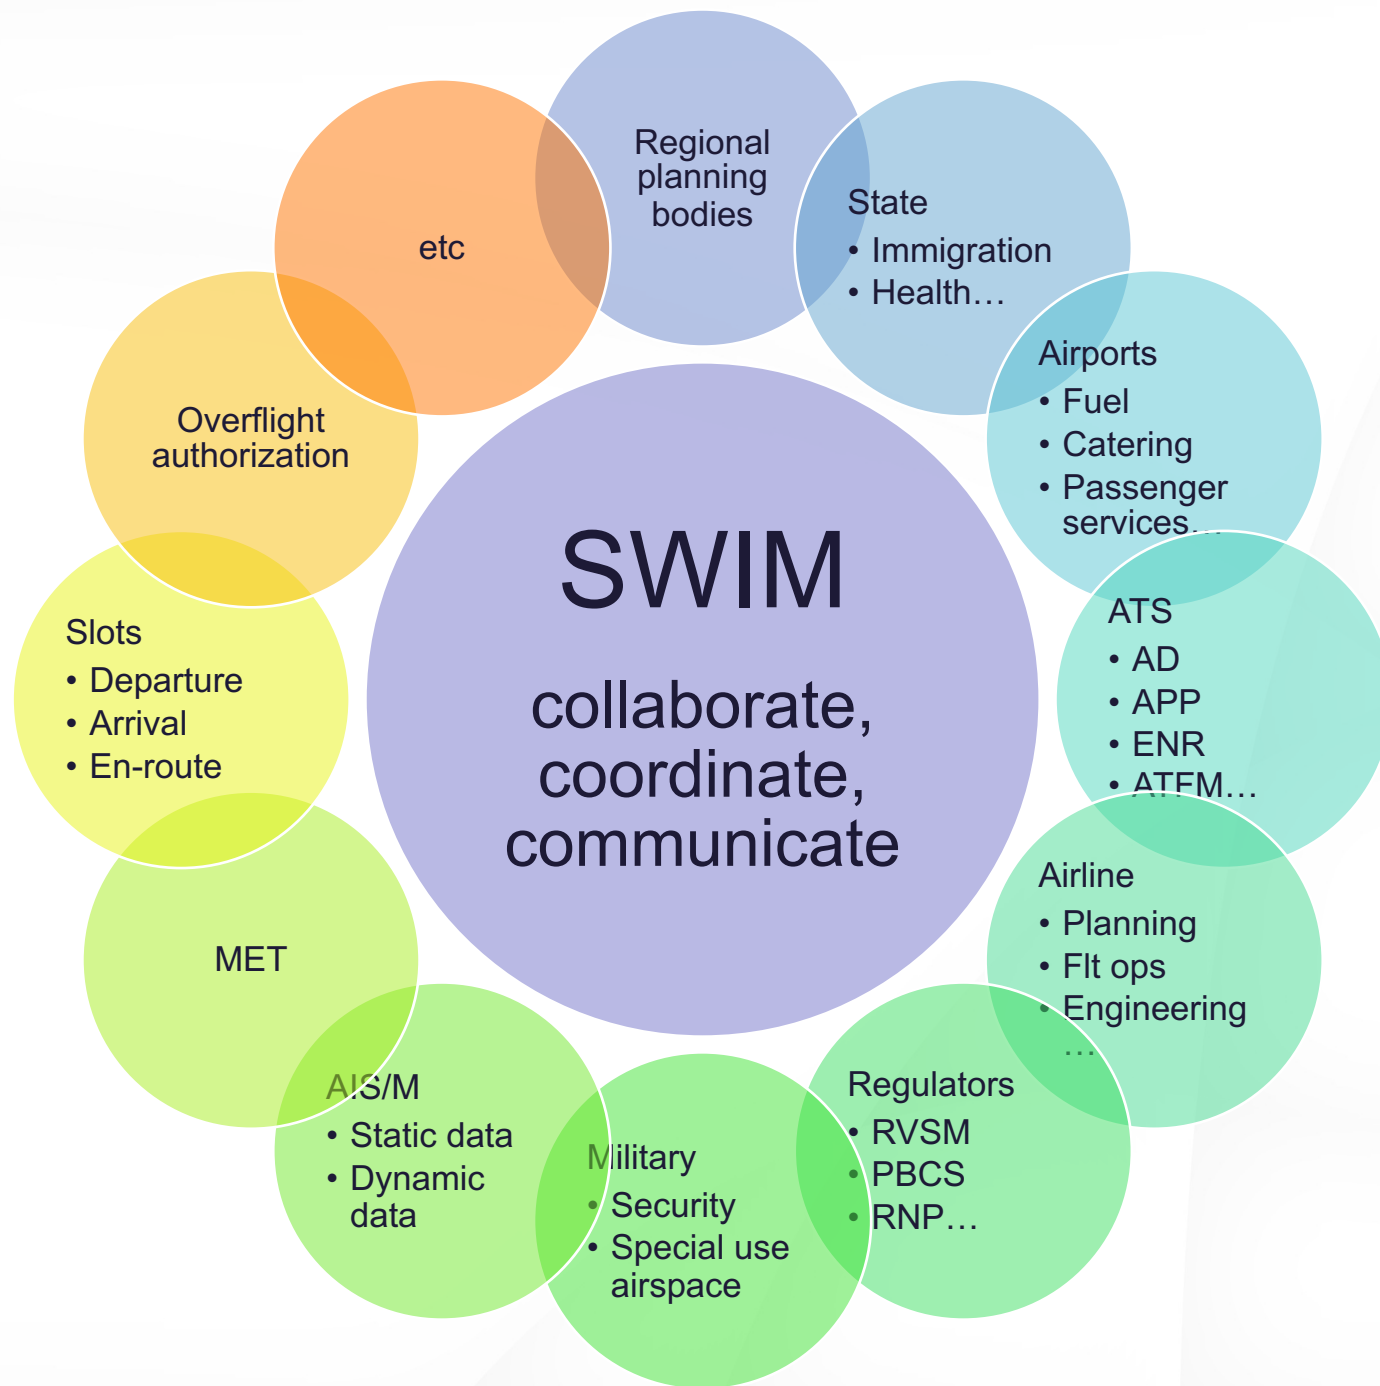 Regional
planning
bodies
State
• Immigration
• Health…
Airports
• Fuel
• Catering
• Passenger
services…
ATS
• AD
• APP
• ENR
• ATFM…
Airline
• Planning
• Flt ops
• Engineering
…
Regulators
• RVSM
• PBCS
• RNP…
Military
• Security
• Special use
airspace
AIS/M
• Static data
• Dynamic
data
MET
Slots
• Departure
• Arrival
• En-route
Overflight
authorization
etc
SWIM
collaborate,
coordinate,
communicate